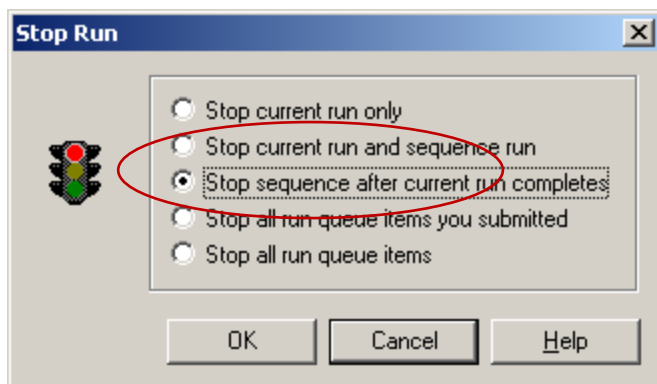 Stop Run
Stop current run only
Stop current run and sequence run
Stop sequence after current run completes
Stop all run queue items you submitted
Stop all run queue items
OK Cancel Help